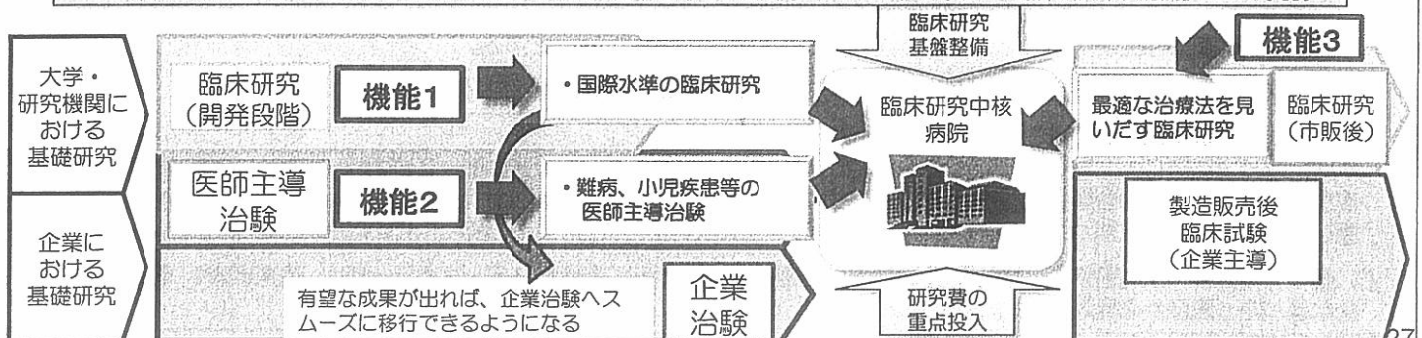 大学・
研究機関に
おける
基礎研究
企業に
おける
基礎研究
臨床研究
(開発段階)
機能1
・国際水準の臨床研究
医師主導
治験
機能2
・難病、小児疾患等の
医師主導治験
有望な成果が出れば、企業治験へス
ムーズに移行できるようになる
企業
治験
臨床研究
基盤整備
臨床研究中核
病院
研究費の
重点投入
機能3
最適な治療法を見
いだす臨床研究
臨床研究
(市販後)
製造販売後
臨床試験
(企業主導)
27